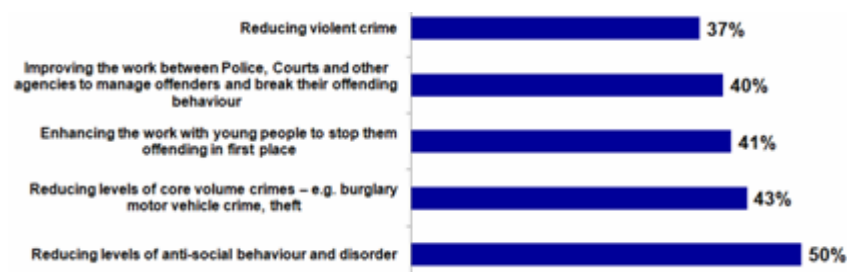 Reducing violent crime
37%
Improving the work between Police, Courts and other
agencies to manage offenders and break their offending
behaviour
40%
Enhancing the work with young people to stop them
offending in first place
41%
Reducing levels of core volume crimes – e.g. burglary
motor vehicle crime, theft
43%
Reducing levels of anti-social behaviour and disorder
50%